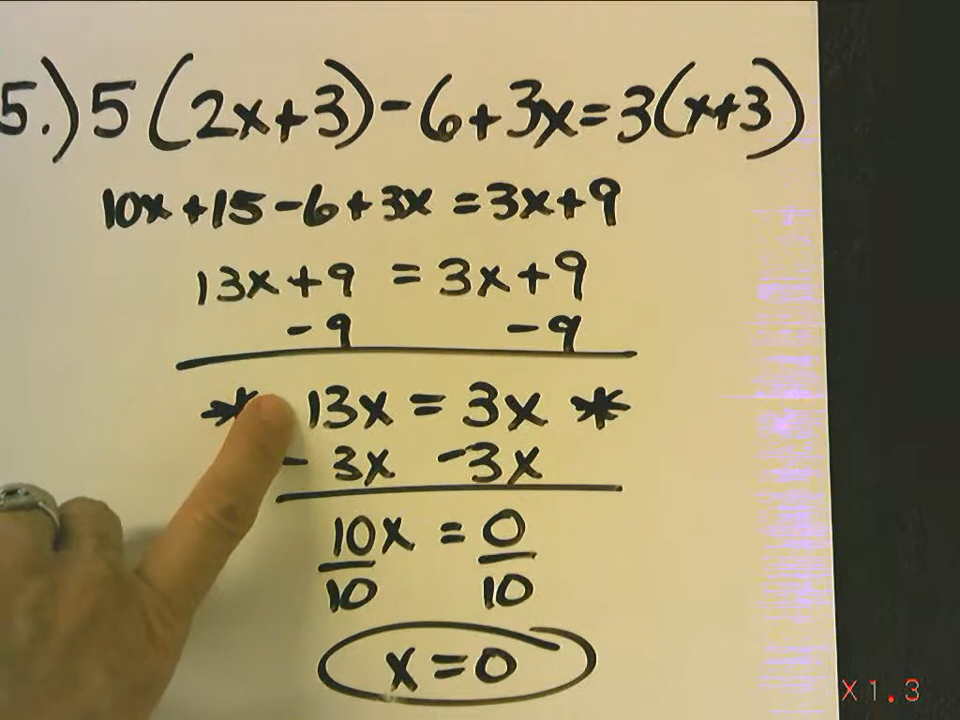 5.) 5(2x+3)-6+3x=3(x+3)
10x+15-6+3x=3x+9
13x+9=3x+9
-9 -9
* 13x=3x *
-3x -3x
10x=0
10 10
x=0
X1.3